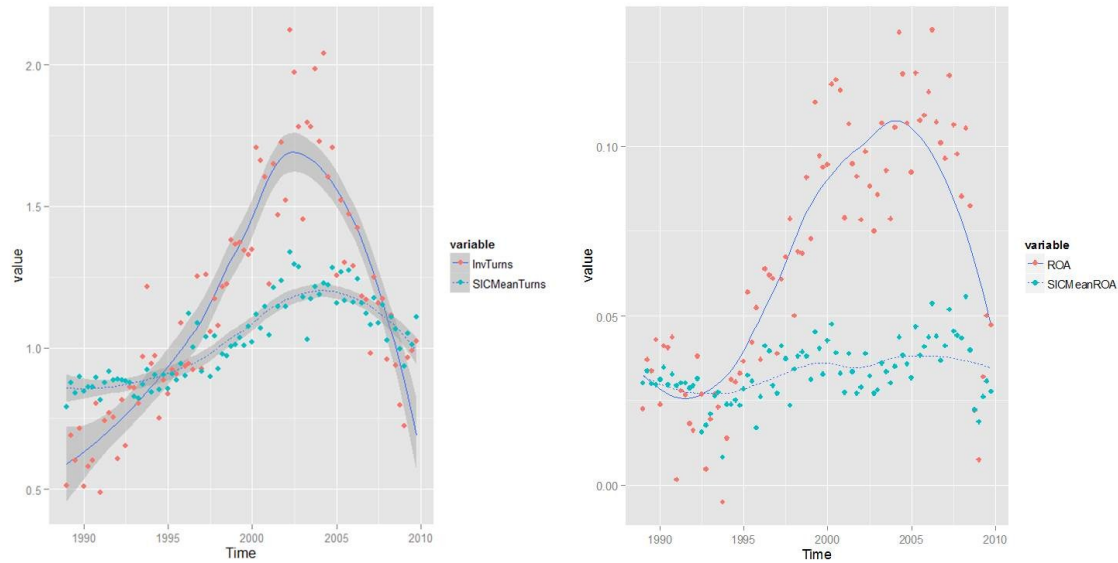 value
2.0
1.5
1.0
0.5
1990 1995 2000 2005 2010
Time
variable
InvTurns
SICMeanTurns
value
0.10
0.05
0.00
1990 1995 2000 2005 2010
Time
variable
ROA
SICMeanROA